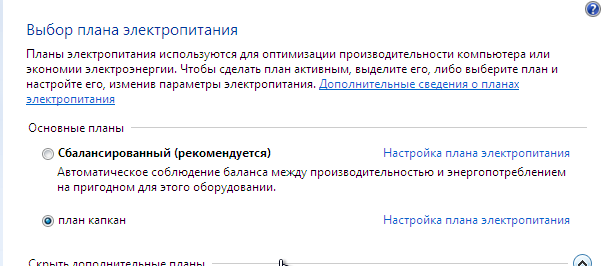 Выбор плана электропитания
Планы электропитания используются для оптимизации производительности компьютера или
экономии электроэнергии. Чтобы сделать план активным, выделите его, либо выберите план и
настройте его, изменив параметры электропитания. Дополнительные сведения о планах
электропитания
Основные планы
Сбалансированный (рекомендуется) Настройка плана электропитания
Автоматическое соблюдение баланса между производительностью и энергопотреблением
на пригодном для этого оборудовании.
план капкан Настройка плана электропитания
Скрыть дополнительные планы